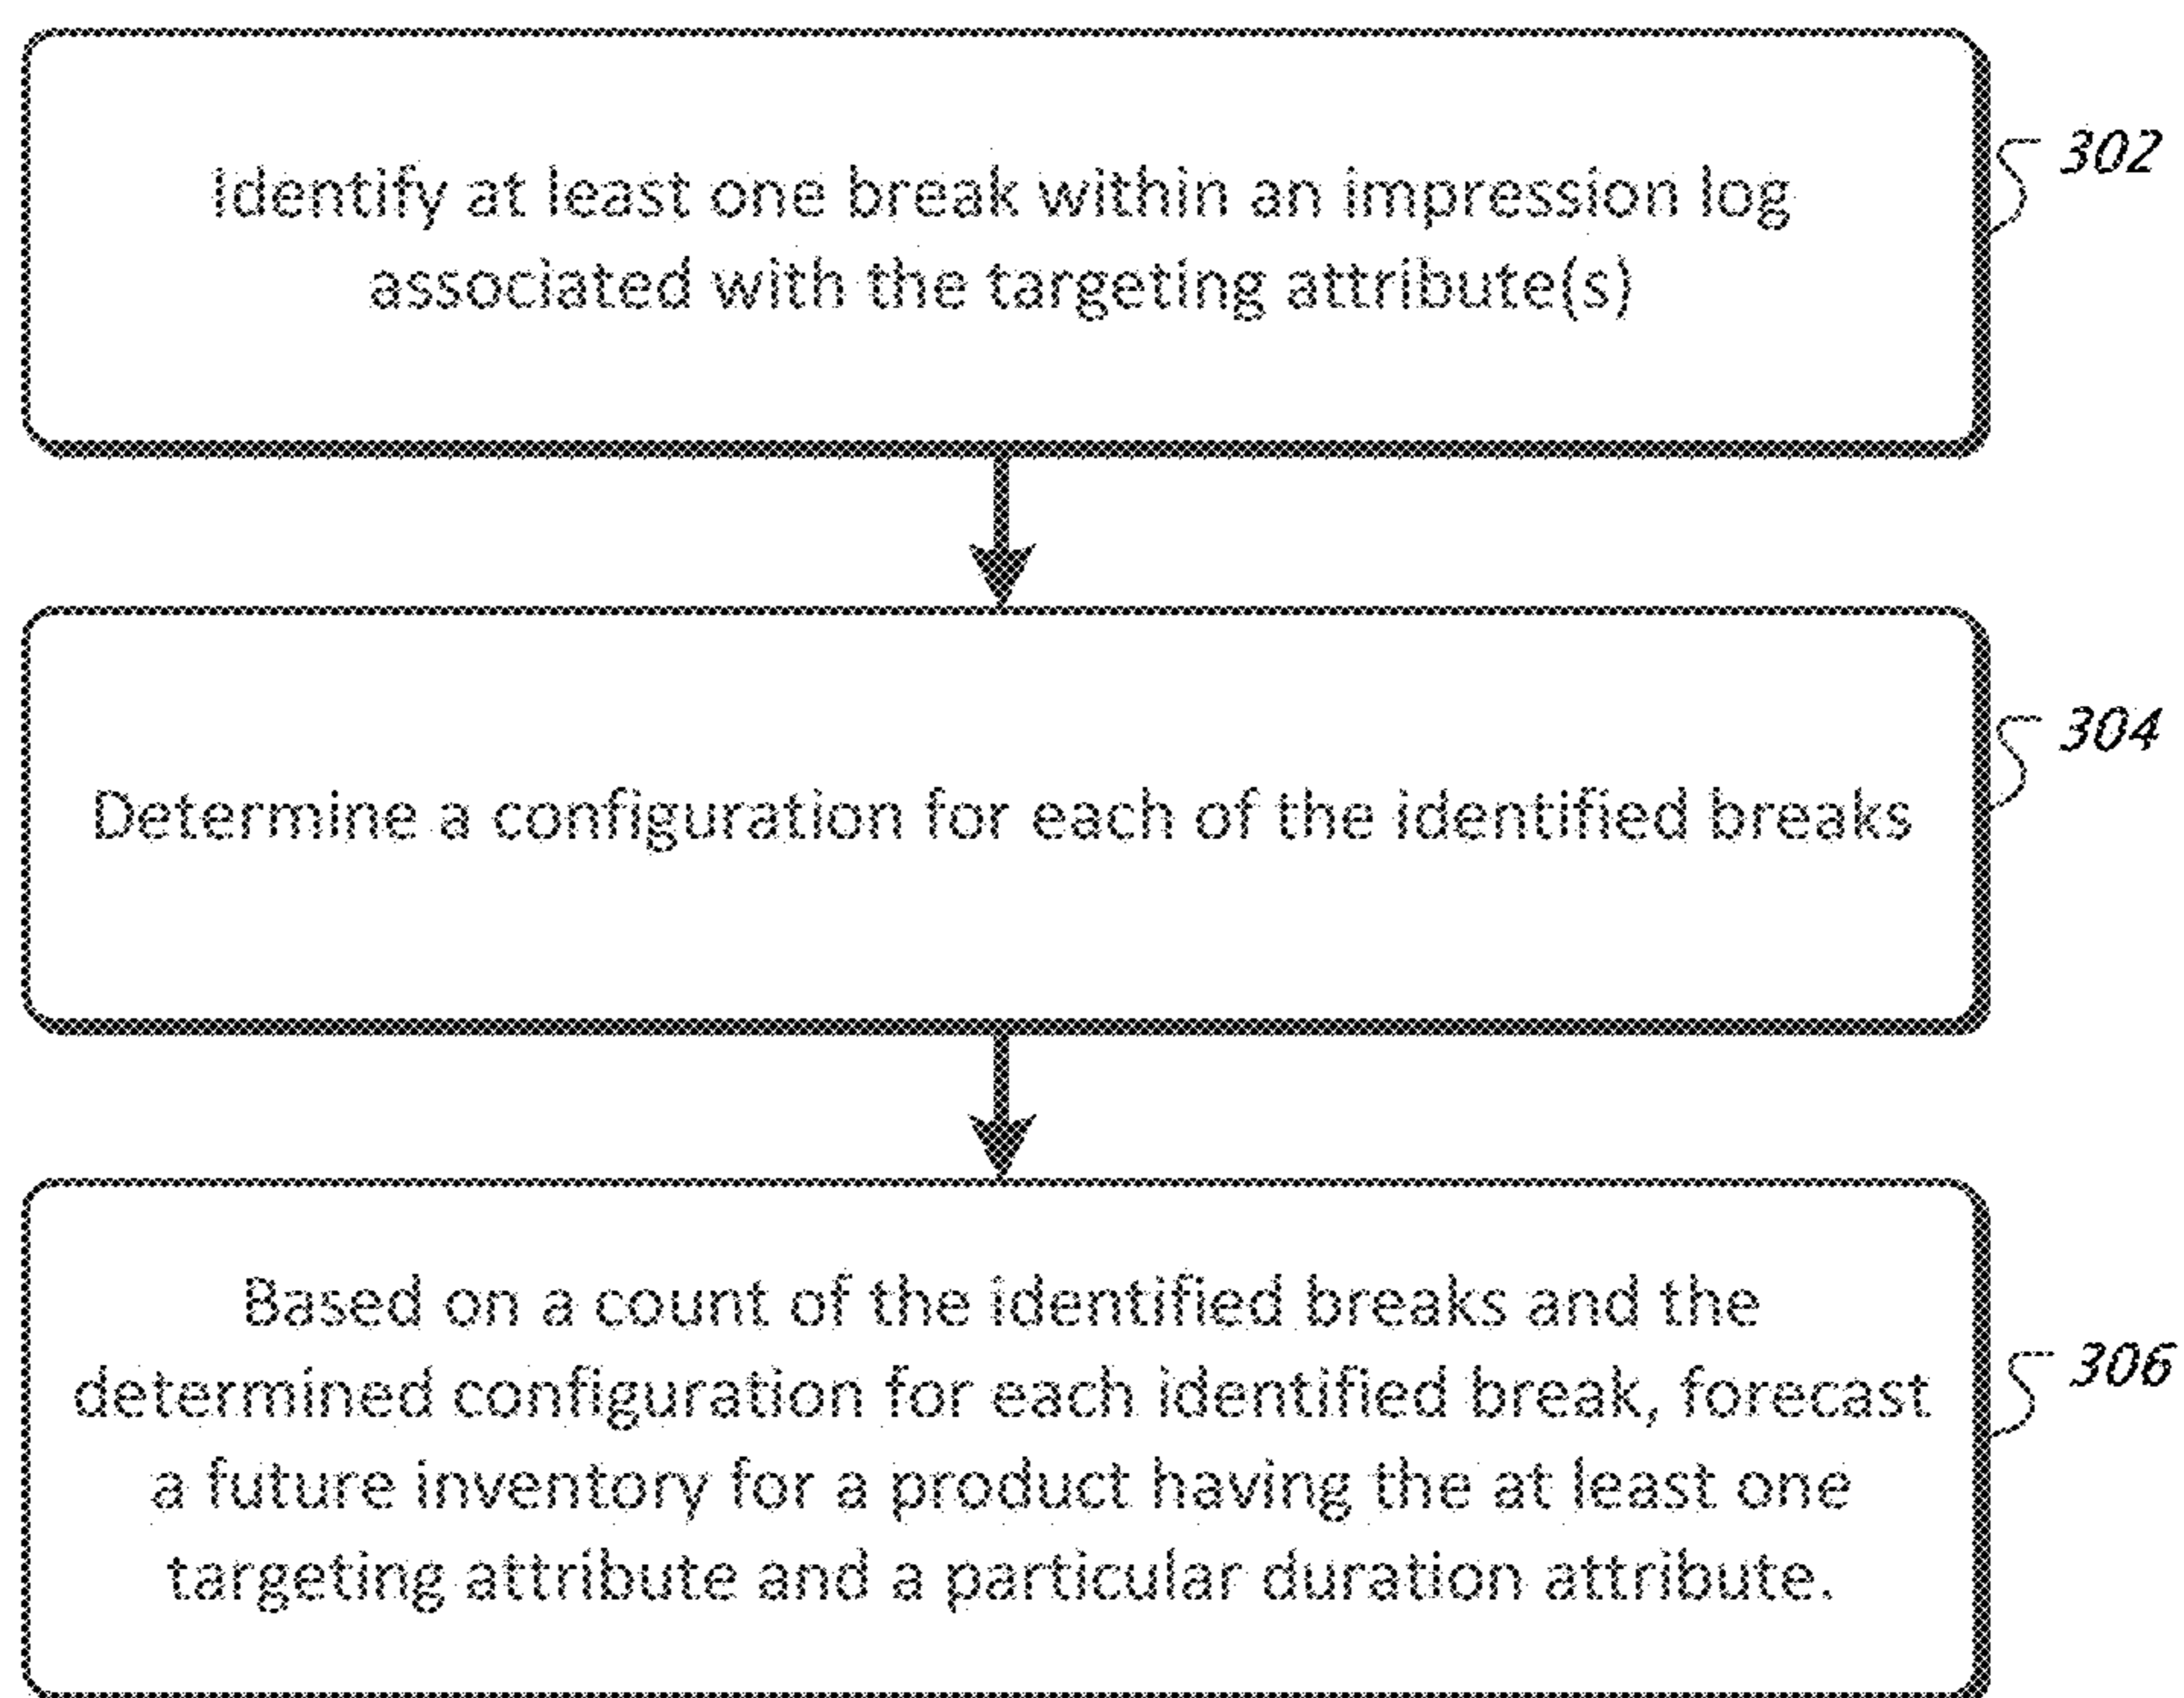 Identify at least one break within an impression log
associated with the targeting attribute(s)
302
Determine a configuration for each of the identified breaks
304
Based on a count of the identified breaks and the
determined configuration for each identified break, forecast
a future inventory for a product having the at least one
targeting attribute and a particular duration attribute.
306